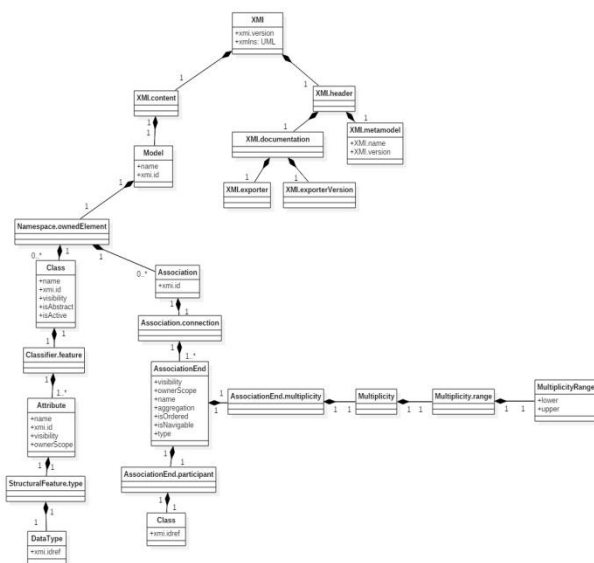 XMI
+xmi.version
+xmlns: UML
1
1
XMI.content
XMI.header
1
1
1
1
XMI.documentation
XMI.metamodel
+XMI.name
+XMI.version
Model
+name
+xmi.id
1
1
XMI.exporter
XMI.exporterVersion
1
Namespace.ownedElement
1
1
0..*
0..*
Class
+name
+xmi.id
+visibility
+isAbstract
+isActive
Association
+xmi.id
1
1
Association.connection
1
1
Classifier.feature
1
1..*
1
1..*
AssociationEnd
+visibility
+ownerScope
+name
+aggregation
+isOrdered
+isNavigable
+type
Attribute
+name
+xmi.id
+visibility
+ownerScope
1
1
AssociationEnd.multiplicity
1
1
Multiplicity
1
1
Multiplicity.range
1
1
MultiplicityRange
+lower
+upper
1
1
StructuralFeature.type
1
1
AssociationEnd.participant
1
1
1
1
DataType
+xmi.idref
Class
+xmi.idref